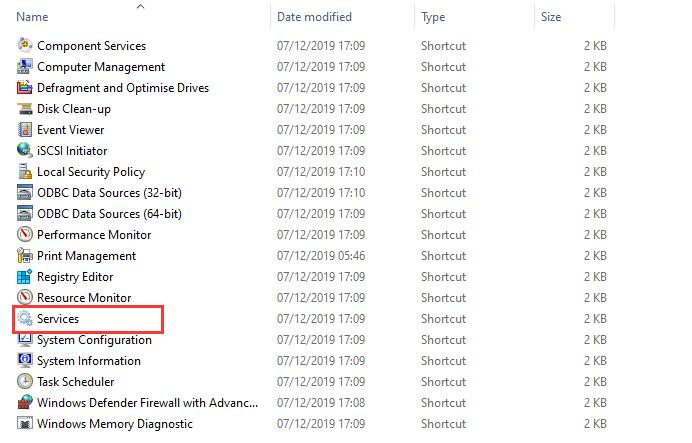 Name Date modified Type Size
Component Services 07/12/2019 17:09 Shortcut 2 KB
Computer Management 07/12/2019 17:09 Shortcut 2 KB
Defragment and Optimise Drives 07/12/2019 17:09 Shortcut 2 KB
Disk Clean-up 07/12/2019 17:09 Shortcut 2 KB
Event Viewer 07/12/2019 17:09 Shortcut 2 KB
iSCSI Initiator 07/12/2019 17:09 Shortcut 2 KB
Local Security Policy 07/12/2019 17:10 Shortcut 2 KB
ODBC Data Sources (32-bit) 07/12/2019 17:10 Shortcut 2 KB
ODBC Data Sources (64-bit) 07/12/2019 17:09 Shortcut 2 KB
Performance Monitor 07/12/2019 17:09 Shortcut 2 KB
Print Management 07/12/2019 05:46 Shortcut 2 KB
Registry Editor 07/12/2019 17:09 Shortcut 2 KB
Resource Monitor 07/12/2019 17:09 Shortcut 2 KB
Services 07/12/2019 17:09 Shortcut 2 KB
System Configuration 07/12/2019 17:09 Shortcut 2 KB
System Information 07/12/2019 17:09 Shortcut 2 KB
Task Scheduler 07/12/2019 17:09 Shortcut 2 KB
Windows Defender Firewall with Advanc... 07/12/2019 17:08 Shortcut 2 KB
Windows Memory Diagnostic 07/12/2019 17:09 Shortcut 2 KB